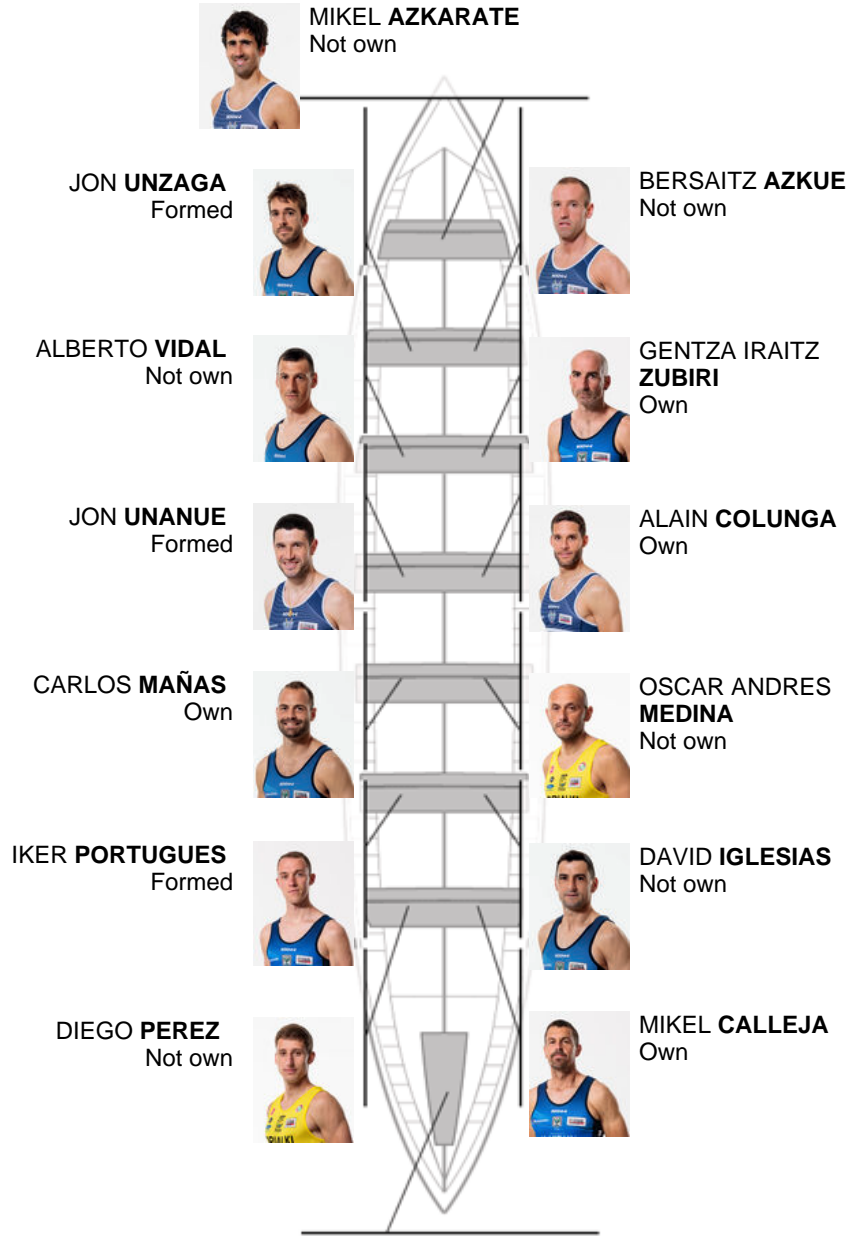 MIKEL AZKARATE
Not own
JON UNZAGA
Formed
BERSAITZ AZKUE
Not own
ALBERTO VIDAL
Not own
GENTZA IRAITZ
ZUBIRI
Own
JON UNANUE
Formed
ALAIN COLUNGA
Own
CARLOS MAÑAS
Own
OSCAR ANDRES
MEDINA
Not own
IKER PORTUGUES
Formed
DAVID IGLESIAS
Not own
DIEGO PEREZ
Not own
MIKEL CALLEJA
Own